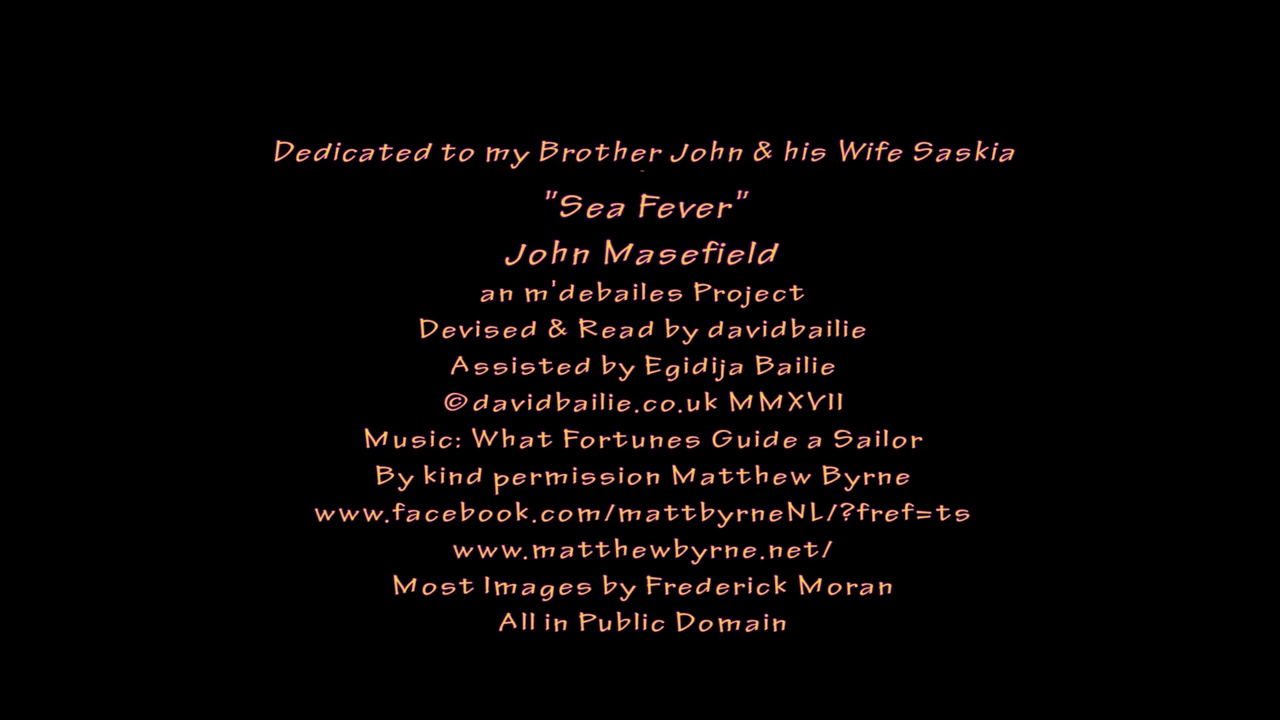 Dedicated to my Brother John & his Wife Saskia
"Sea Fever"
John Masefield
an m'debailes Project
Devised & Read by davidbailie
Assisted by Egidija Bailie
©davidbailie.co.uk MMXVII
Music: What Fortunes Guide a Sailor
By kind permission Matthew Byrne
www.facebook.com/mattbyrneNL/?fref=ts
www.matthewbyrne.net/
Most Images by Frederick Moran
All in Public Domain